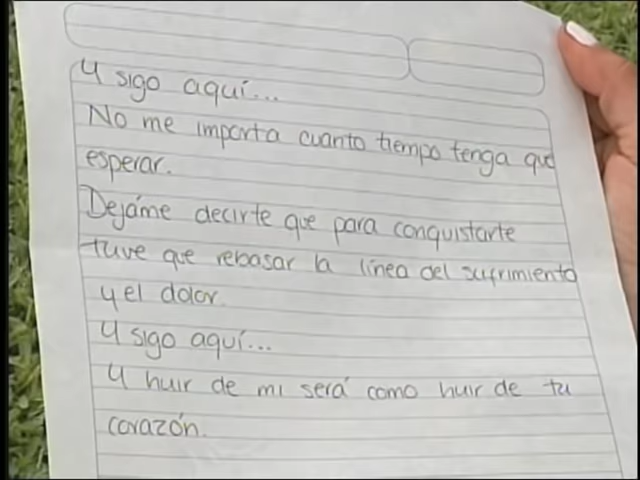 Y sigo aquí...
No me importa cuanto tiempo tenga que
esperar.
Dejáme decirte que para conquistarte
tuve que rebasar la línea del sufrimiento
y el dolor.
Y sigo aquí...
Y huir de mi será como huir de tu
corazón.